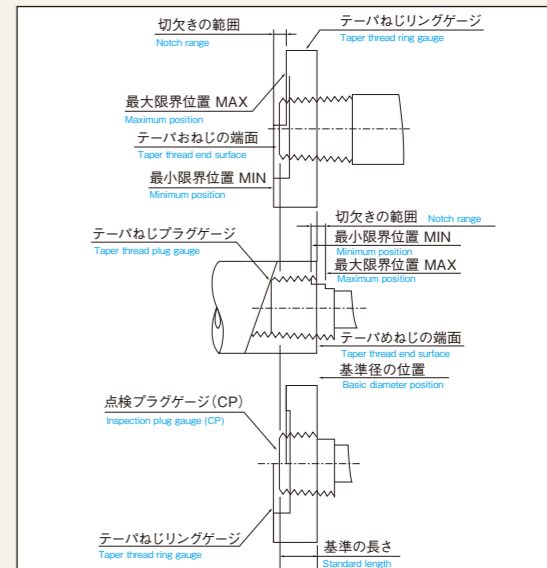 切欠きの範囲
Notch range
テーパねじリングゲージ
Taper thread ring gauge
最大限界位置 MAX
Maximum position
テーパおねじの端面
Taper thread end surface
最小限界位置 MIN
Minimum position
切欠きの範囲 Notch range
テーパねじプラグゲージ
Taper thread plug gauge
最小限界位置 MIN
Minimum position
最大限界位置 MAX
Maximum position
テーパめねじの端面
Taper thread end surface
基準径の位置
Basic diameter position
点検プラグゲージ(CP)
Inspection plug gauge (CP)
テーパねじリングゲージ
Taper thread ring gauge
基準の長さ
Standard length